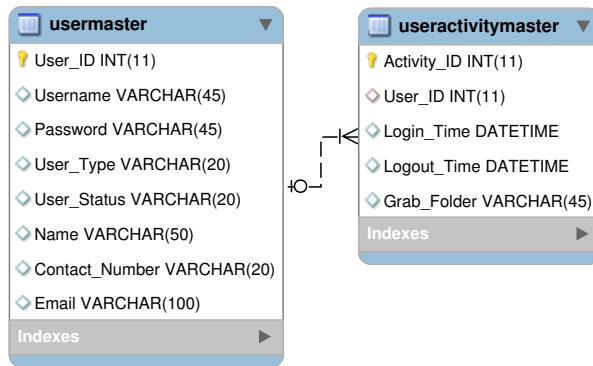 usermaster
User_ID INT(11)
Username VARCHAR(45)
Password VARCHAR(45)
User_Type VARCHAR(20)
User_Status VARCHAR(20)
Name VARCHAR(50)
Contact_Number VARCHAR(20)
Email VARCHAR(100)
Indexes
useractivitymaster
Activity_ID INT(11)
User_ID INT(11)
Login_Time DATETIME
Logout_Time DATETIME
Grab_Folder VARCHAR(45)
Indexes